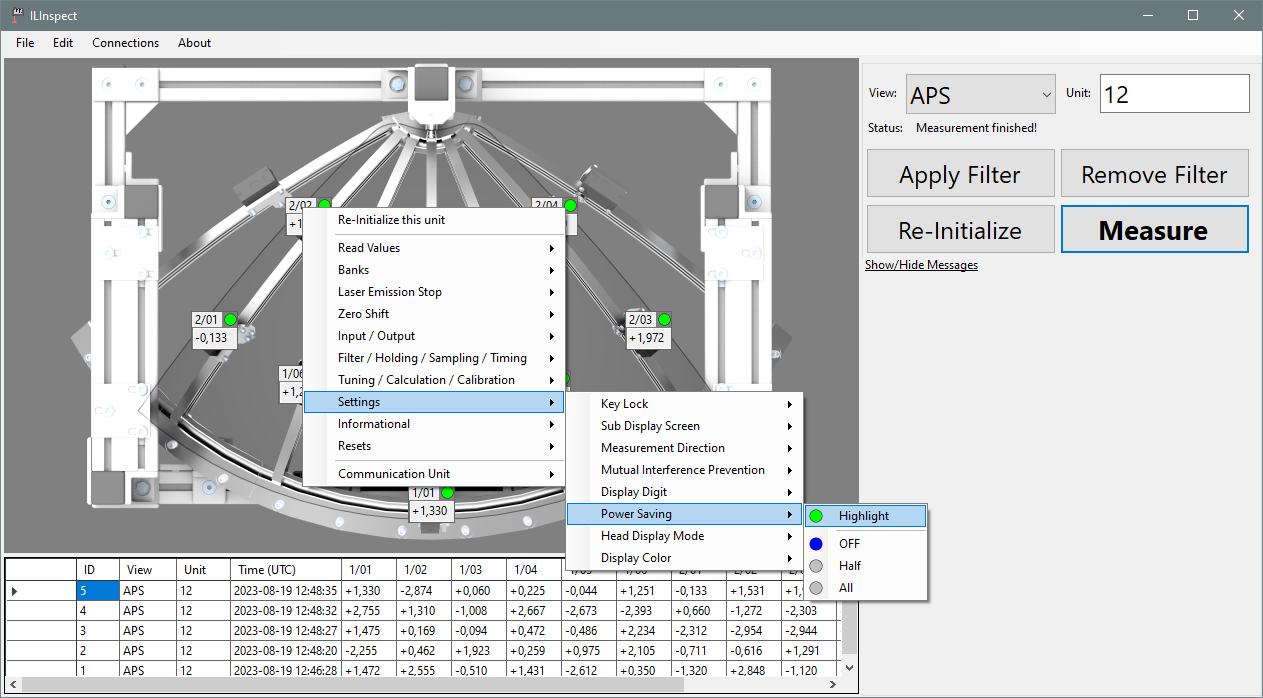 ILInspect
File Edit Connections About
View: APS Unit: 12
Status: Measurement finished!
Apply Filter Remove Filter
Re-Initialize Measure
Show/Hide Messages
2/02
+1
2/04
2/01
-0,133
2/03
+1,972
1/06
+1,2
1/01
+1,330
Re-Initialize this unit
Read Values
Banks
Laser Emission Stop
Zero Shift
Input / Output
Filter / Holding / Sampling / Timing
Tuning / Calculation / Calibration
Settings
Informational
Resets
Communication Unit
Key Lock
Sub Display Screen
Measurement Direction
Mutual Interference Prevention
Display Digit
Power Saving
Head Display Mode
Display Color
Highlight
OFF
Half
All
ID View Unit Time (UTC) 1/01 1/02 1/03 1/04
5 APS 12 2023-08-19 12:48:35 +1,330 -2,874 +0,060 +0,225 -0,044 +1,251 -0,133 +1,531
4 APS 12 2023-08-19 12:48:32 +2,755 +1,310 -1,008 +2,667 -2,673 -2,393 +0,660 -1,272 -2,303
3 APS 12 2023-08-19 12:48:27 +1,475 +0,169 -0,094 +0,472 -0,486 +2,234 -2,312 -2,954 -2,944
2 APS 12 2023-08-19 12:48:20 -2,255 +0,462 +1,923 +0,259 +0,975 +2,105 -0,711 -0,616 +1,291
1 APS 12 2023-08-19 12:46:28 +1,472 +2,555 -0,510 +1,431 -2,612 +0,350 -1,320 +2,848 -1,120